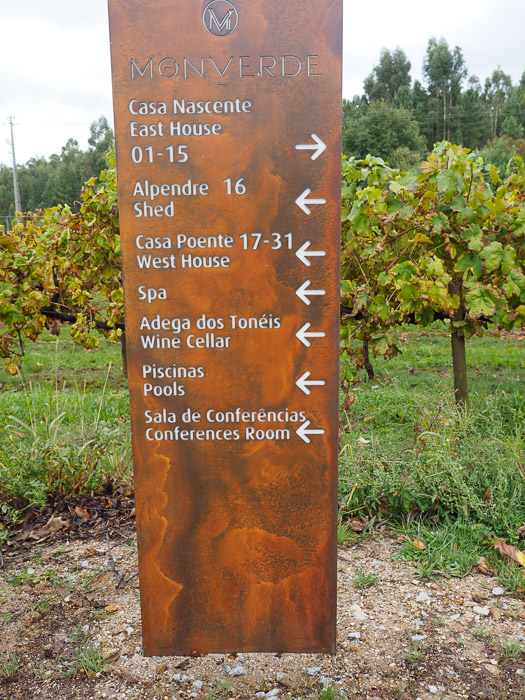 M
MONVERDE
Casa Nascente
East House
01-15
Alpendre 16
Shed
Casa Poente 17-31
West House
Spa
Adega dos Tonéis
Wine Cellar
Piscinas
Pools
Sala de Conferências
Conferences Room